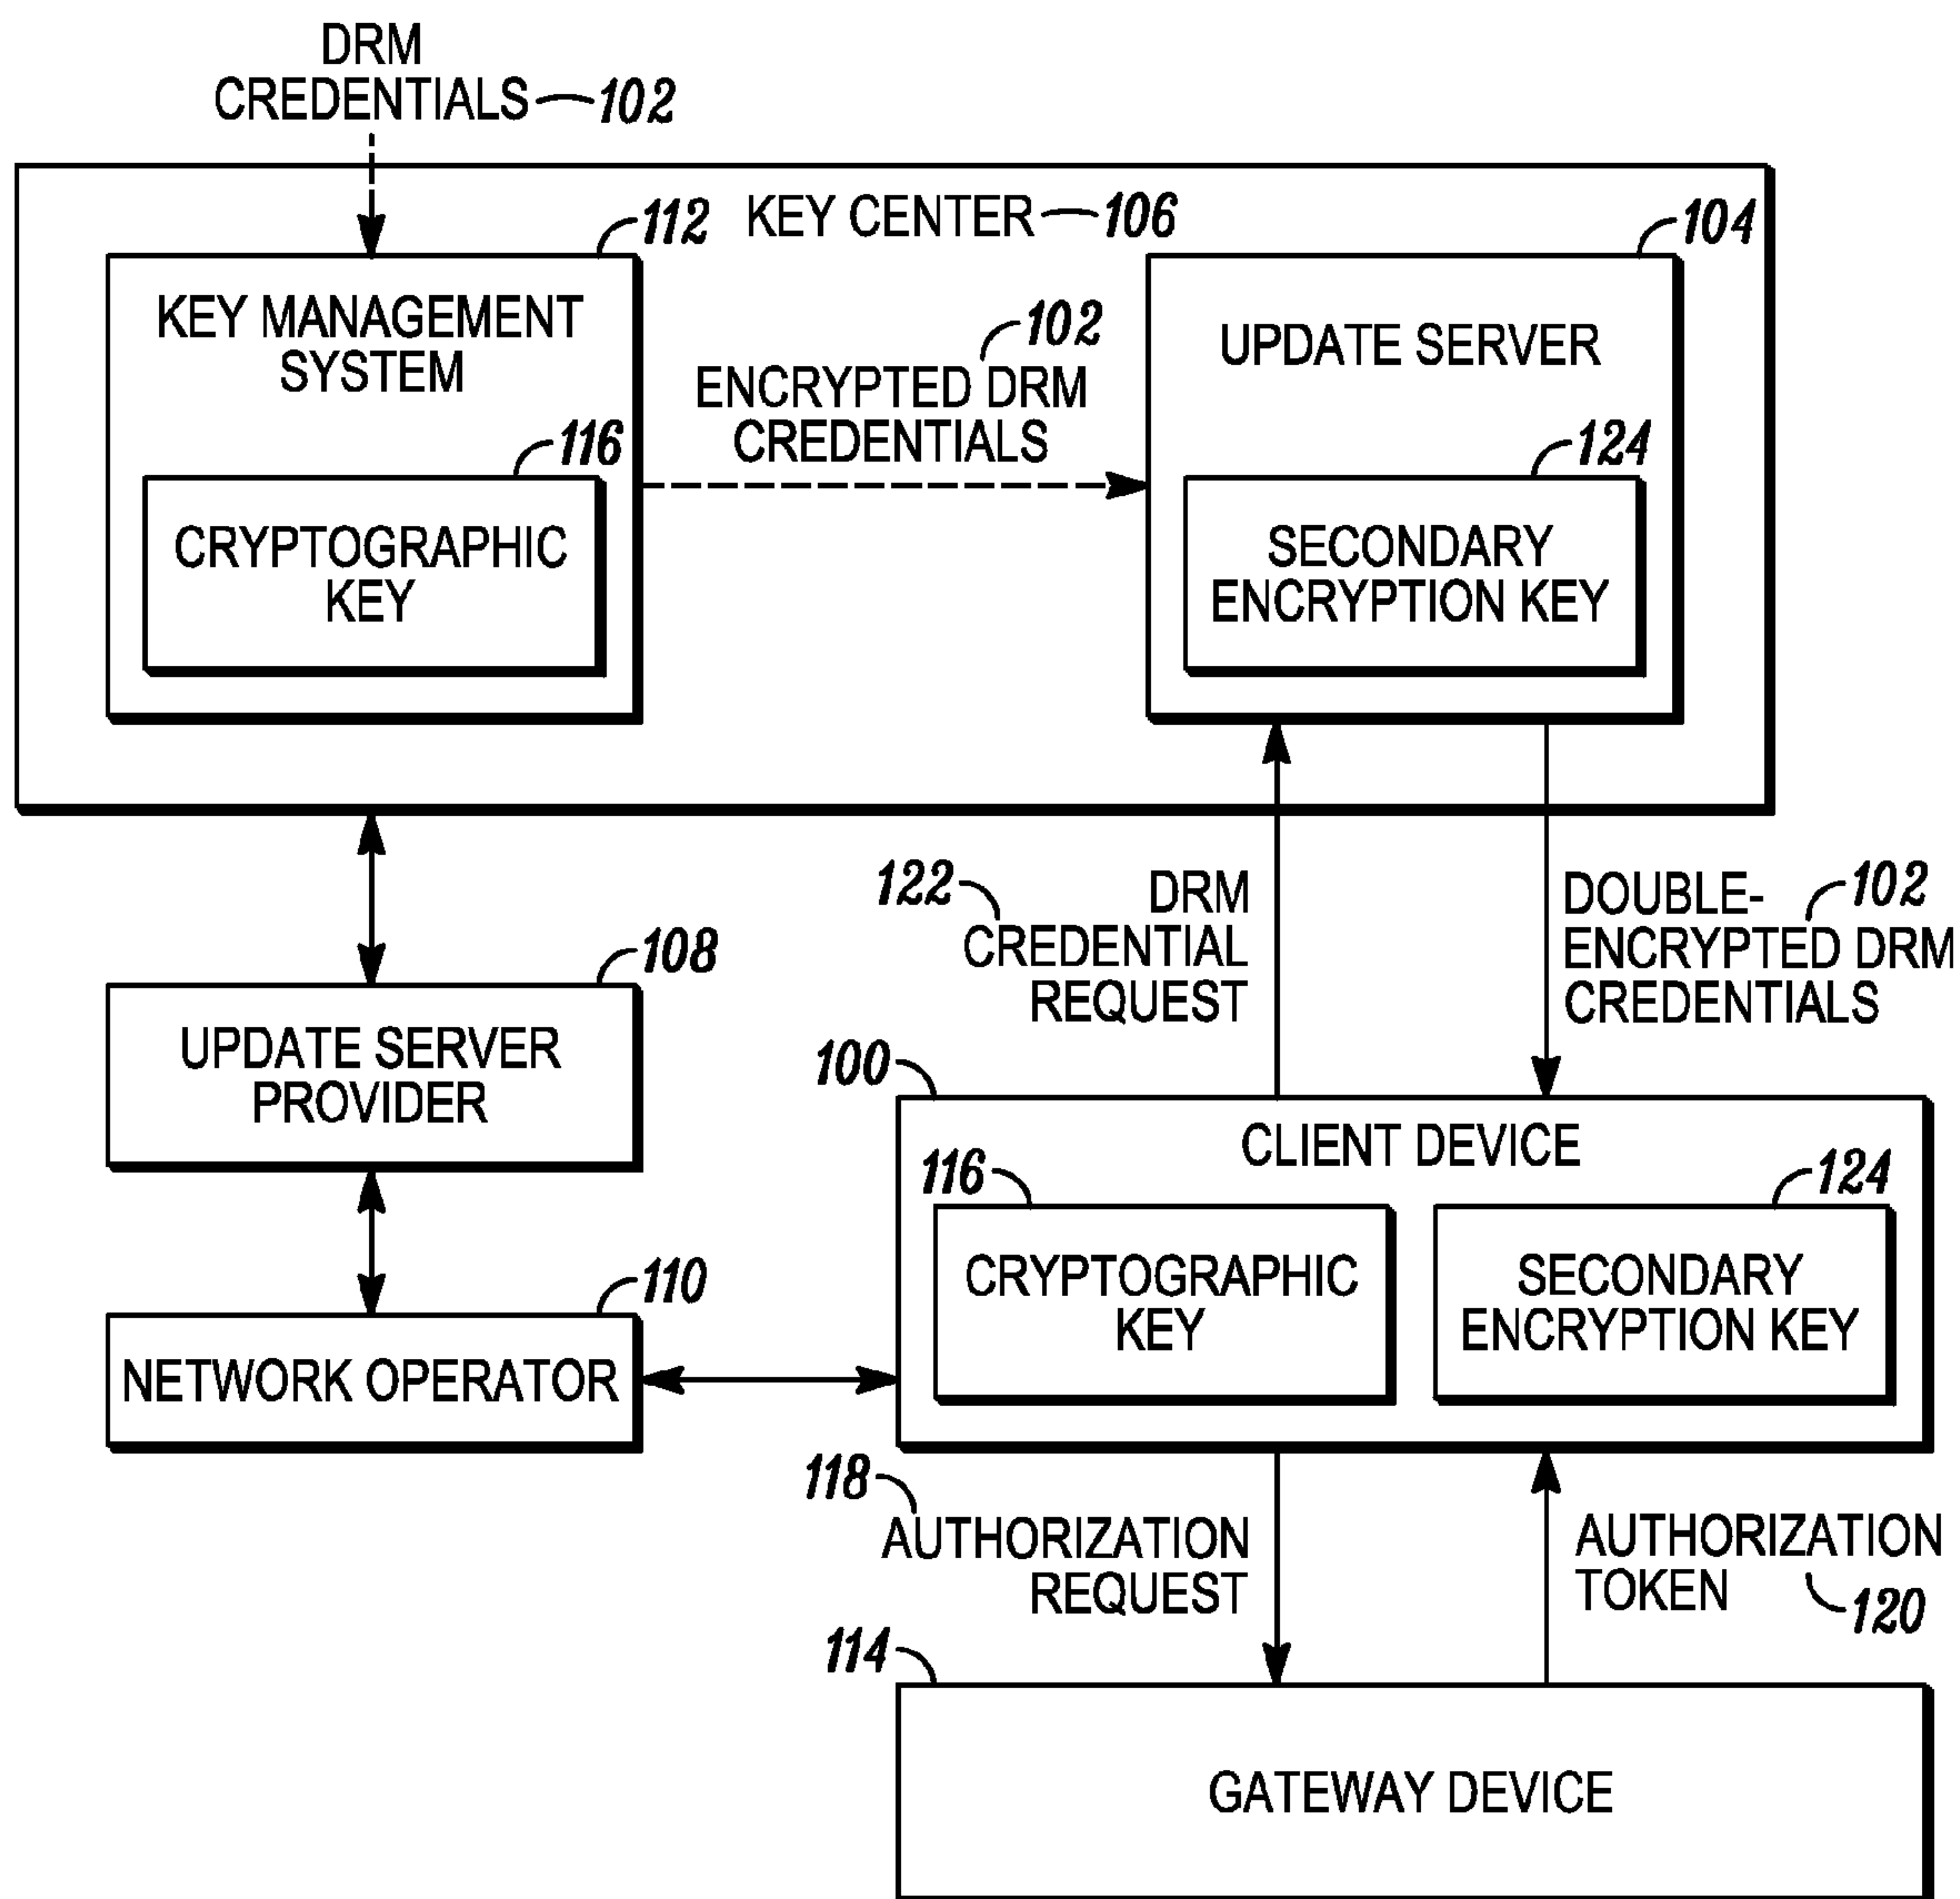 DRM
CREDENTIALS 102
KEY CENTER 106
112
104
KEY MANAGEMENT
SYSTEM
116
CRYPTOGRAPHIC
KEY
102
ENCRYPTED DRM
CREDENTIALS
UPDATE SERVER
124
SECONDARY
ENCRYPTION KEY
122
DRM
CREDENTIAL
REQUEST
102
DOUBLE-
ENCRYPTED DRM
CREDENTIALS
108
UPDATE SERVER
PROVIDER
110
NETWORK OPERATOR
100
CLIENT DEVICE
116
CRYPTOGRAPHIC
KEY
124
SECONDARY
ENCRYPTION KEY
118
AUTHORIZATION
REQUEST
AUTHORIZATION
TOKEN
120
114
GATEWAY DEVICE